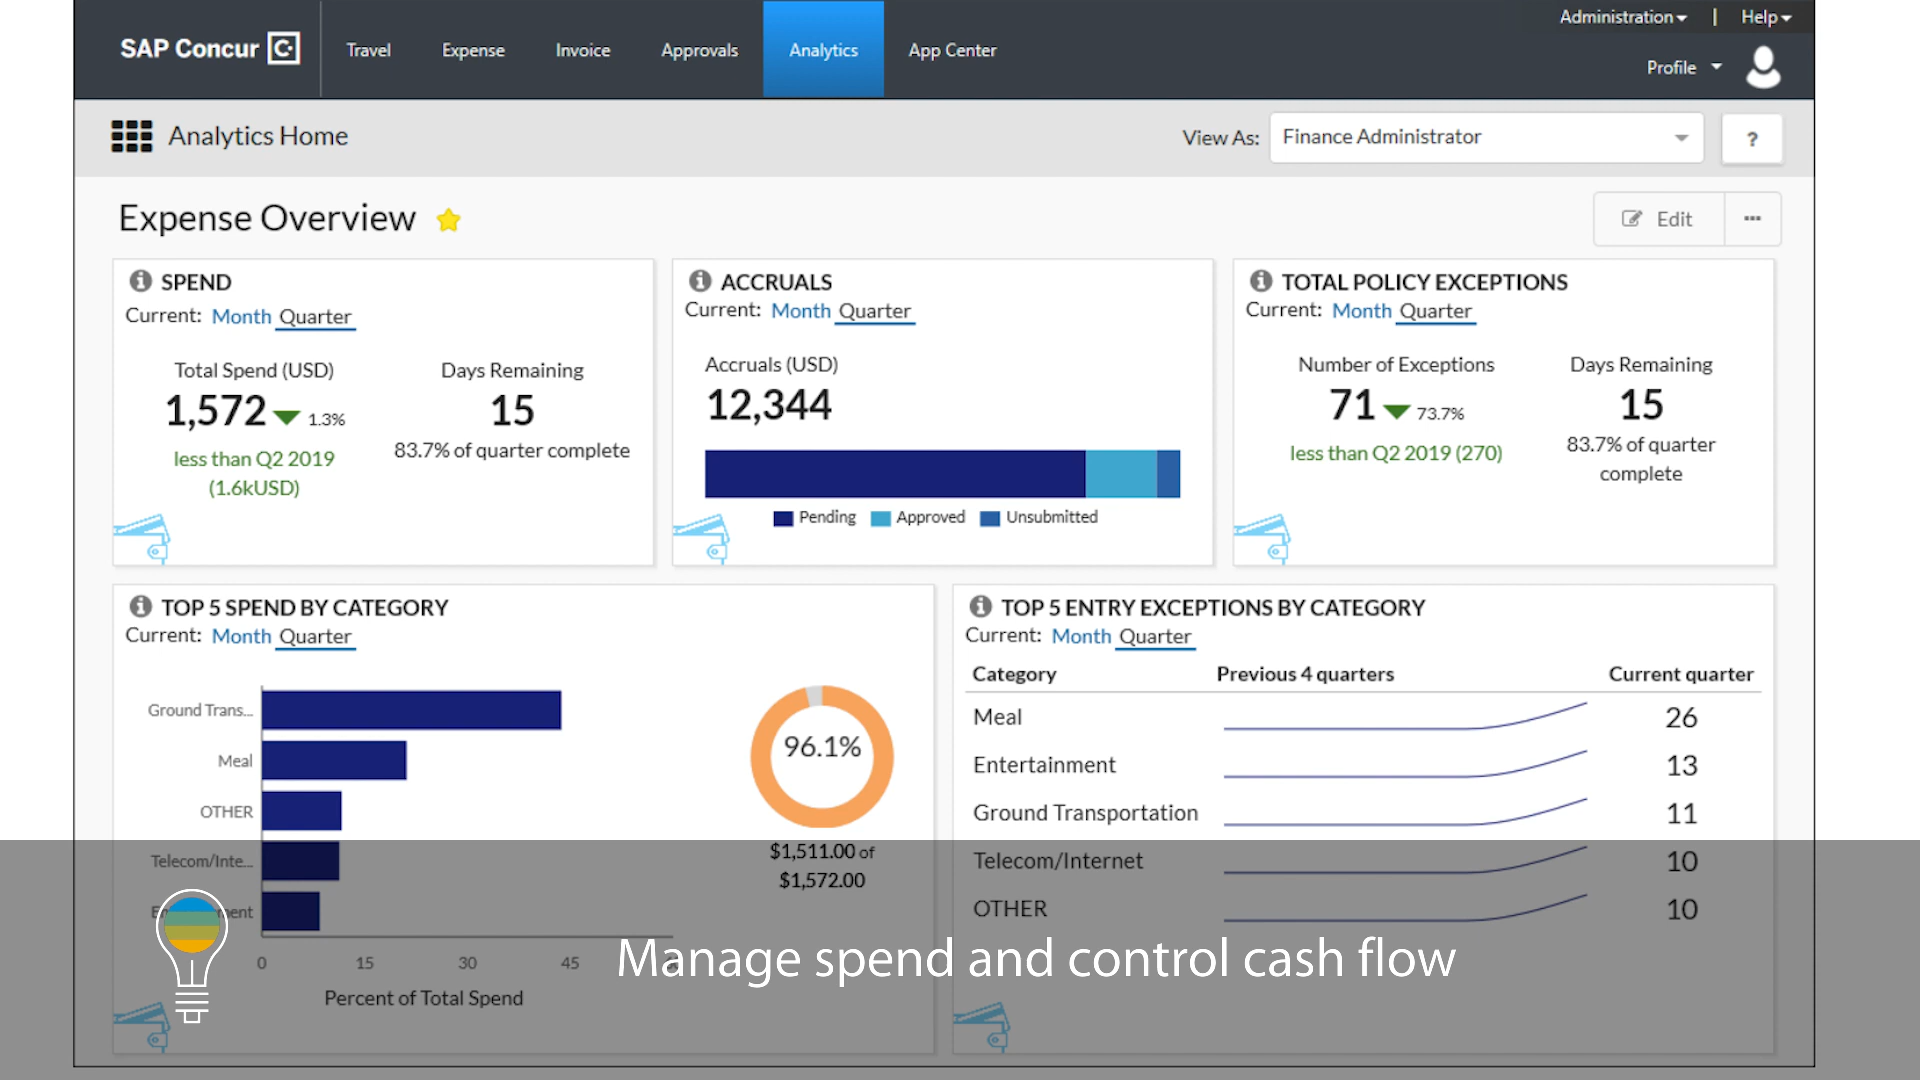 Administration | Help
SAP Concur C.
Travel Expense Invoice Approvals Analytics App Center
Profile
Analytics Home
View As: Finance Administrator ?
Expense Overview
Edit ...
SPEND
Current: Month Quarter
Total Spend (USD)
1,572 1.3%
less than Q2 2019
(1.6kUSD)
Days Remaining
15
83.7% of quarter complete
ACCRUALS
Current: Month Quarter
Accruals (USD)
12,344
Pending Approved Unsubmitted
TOTAL POLICY EXCEPTIONS
Current: Month Quarter
Number of Exceptions
71 73.7%
less than Q2 2019 (270)
Days Remaining
15
83.7% of quarter
complete
TOP 5 SPEND BY CATEGORY
Current: Month Quarter
Ground Trans...
Meal
OTHER
Telecom/Inte...
0 15 30 45
Percent of Total Spend
96.1%
$1,511.00 of
$1,572.00
TOP 5 ENTRY EXCEPTIONS BY CATEGORY
Current: Month Quarter
Category Previous 4 quarters Current quarter
Meal 26
Entertainment 13
Ground Transportation 11
Telecom/Internet 10
OTHER 10
Manage spend and control cash flow